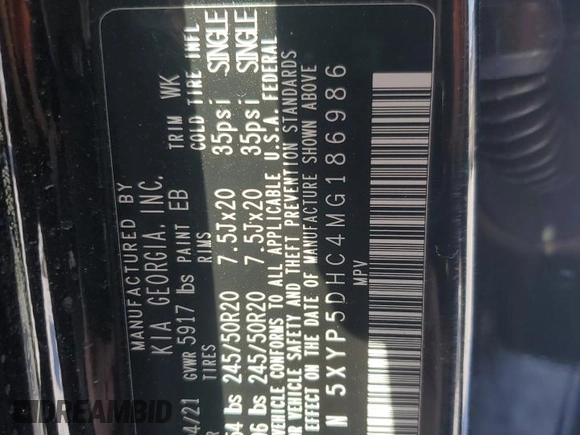 MANUFACTURED BY
KIA GEORGIA, INC.
4/21 GVWR 5917 lbs PAINT EB TRIM WK
TIRES RIMS COLD TIRE INFL
lbs 245/50R20 7.5Jx20 35psi SINGLE
lbs 245/50R20 7.5Jx20 35psi SINGLE
VEHICLE CONFORMS TO ALL APPLICABLE U.S.A. FEDERAL
VEHICLE SAFETY AND THEFT PREVENTION STANDARDS
EFFECT ON THE DATE OF MANUFACTURE SHOWN ABOVE
N 5XYP5DHC4MG186986
MPV
DREAMBID